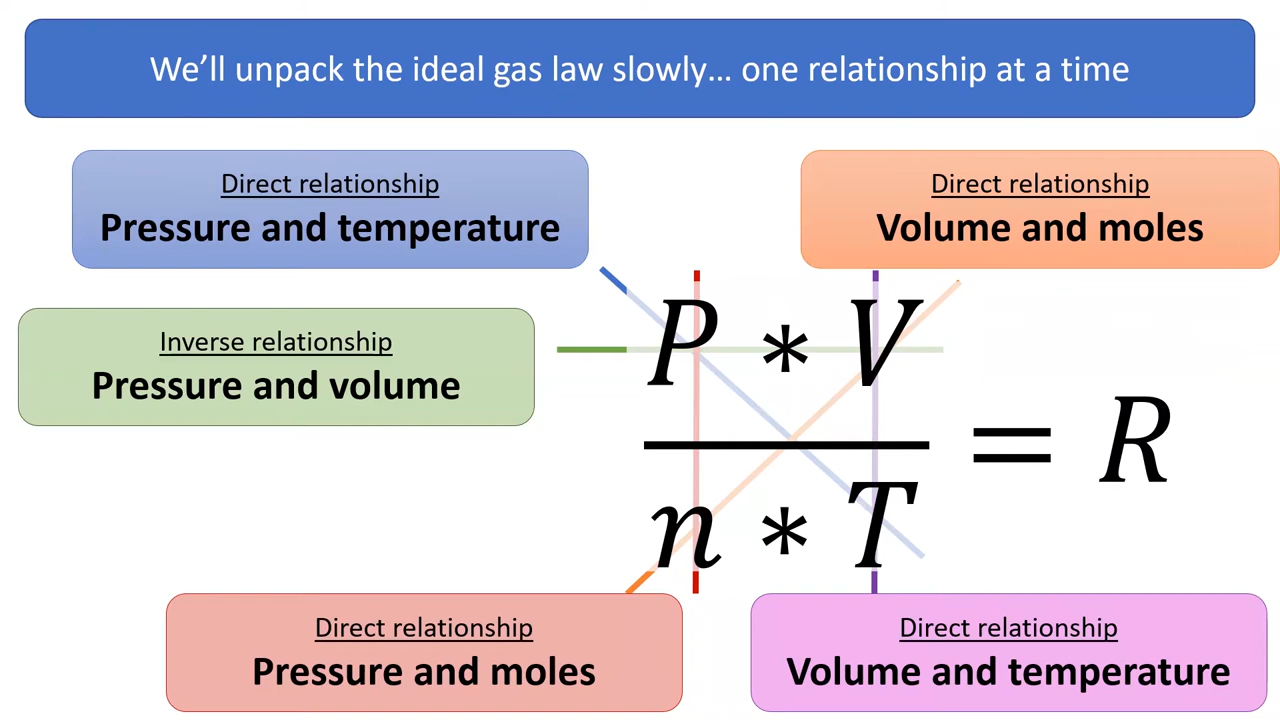 We’ll unpack the ideal gas law slowly… one relationship at a time
Direct relationship
Pressure and temperature
Direct relationship
Volume and moles
Inverse relationship
Pressure and volume
P * V
= R
n * T
Direct relationship
Pressure and moles
Direct relationship
Volume and temperature